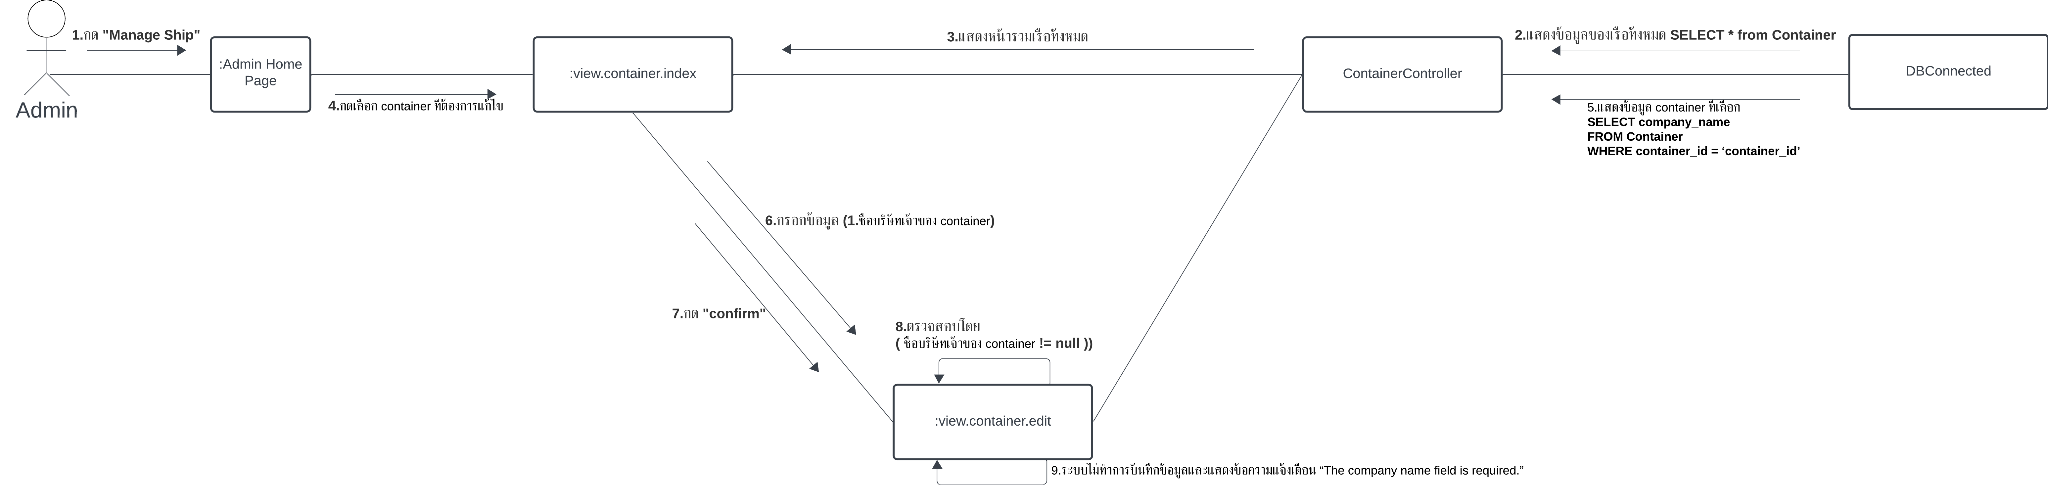 1.กด "Manage Ship"
3.แสดงหน้ารวมเรือทั้งหมด
2.แสดงข้อมูลของเรือทั้งหมด SELECT * from Container
:Admin Home
Page
:view.container.index
ContainerController
DBConnected
Admin
4.กดเลือก container ที่ต้องการแก้ไข
5.แสดงข้อมูล container ที่เลือก
SELECT company_name
FROM Container
WHERE container_id = ‘container_id’
6.กรอกข้อมูล (1.ชื่อบริษัทเจ้าของ container)
7.กด "confirm"
8.ตรวจสอบโดย
( ชื่อบริษัทเจ้าของ container != null ))
:view.container.edit
9.ระบบไม่ทำการบันทึกข้อมูลและแสดงข้อความแจ้งเตือน “The company name field is required.”